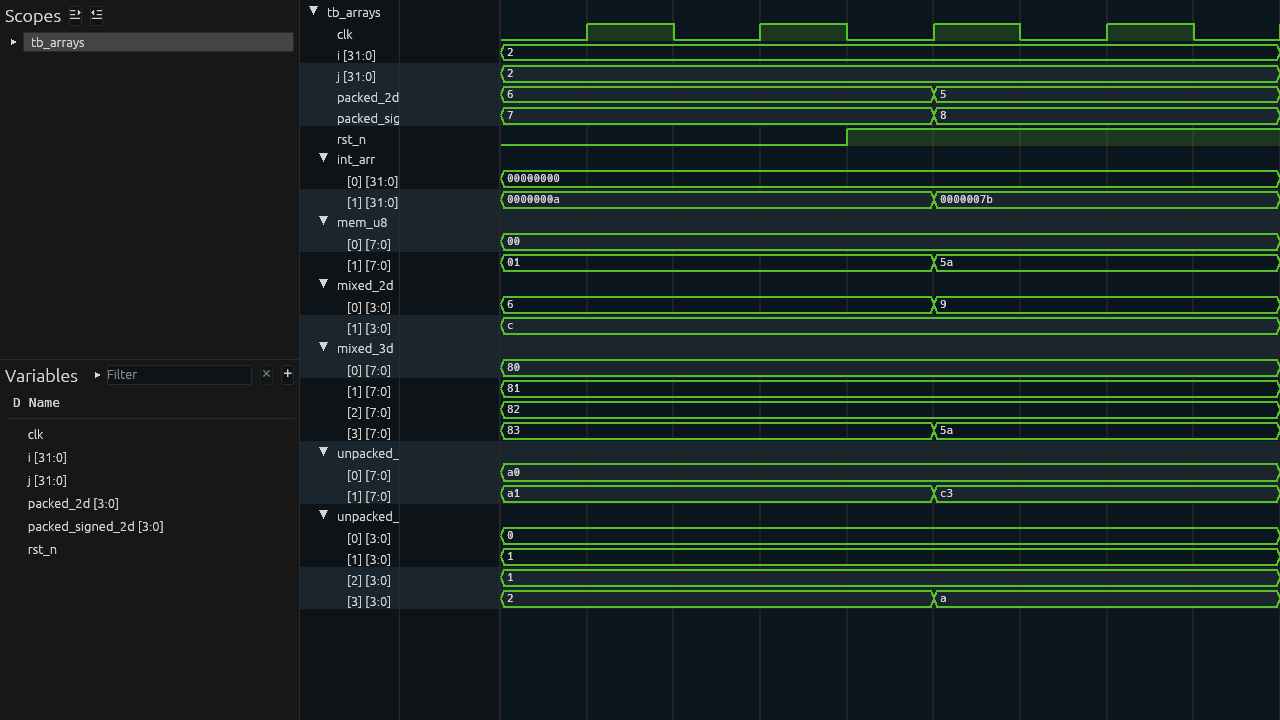 Scopes
tb_arrays
Variables Filter × +
D Name
clk
i [31:0]
j [31:0]
packed_2d [3:0]
packed_signed_2d [3:0]
rst_n
tb_arrays
clk
i [31:0] 2
j [31:0] 2
packed_2d 6 5
packed_sig 7 8
rst_n
int_arr
[0] [31:0] 00000000
[1] [31:0] 0000000a 0000007b
mem_u8
[0] [7:0] 00
[1] [7:0] 01 5a
mixed_2d
[0] [3:0] 6 9
[1] [3:0] c
mixed_3d
[0] [7:0] 80
[1] [7:0] 81
[2] [7:0] 82
[3] [7:0] 83 5a
unpacked_
[0] [7:0] a0
[1] [7:0] a1 c3
unpacked_
[0] [3:0] 0
[1] [3:0] 1
[2] [3:0] 1
[3] [3:0] 2 a